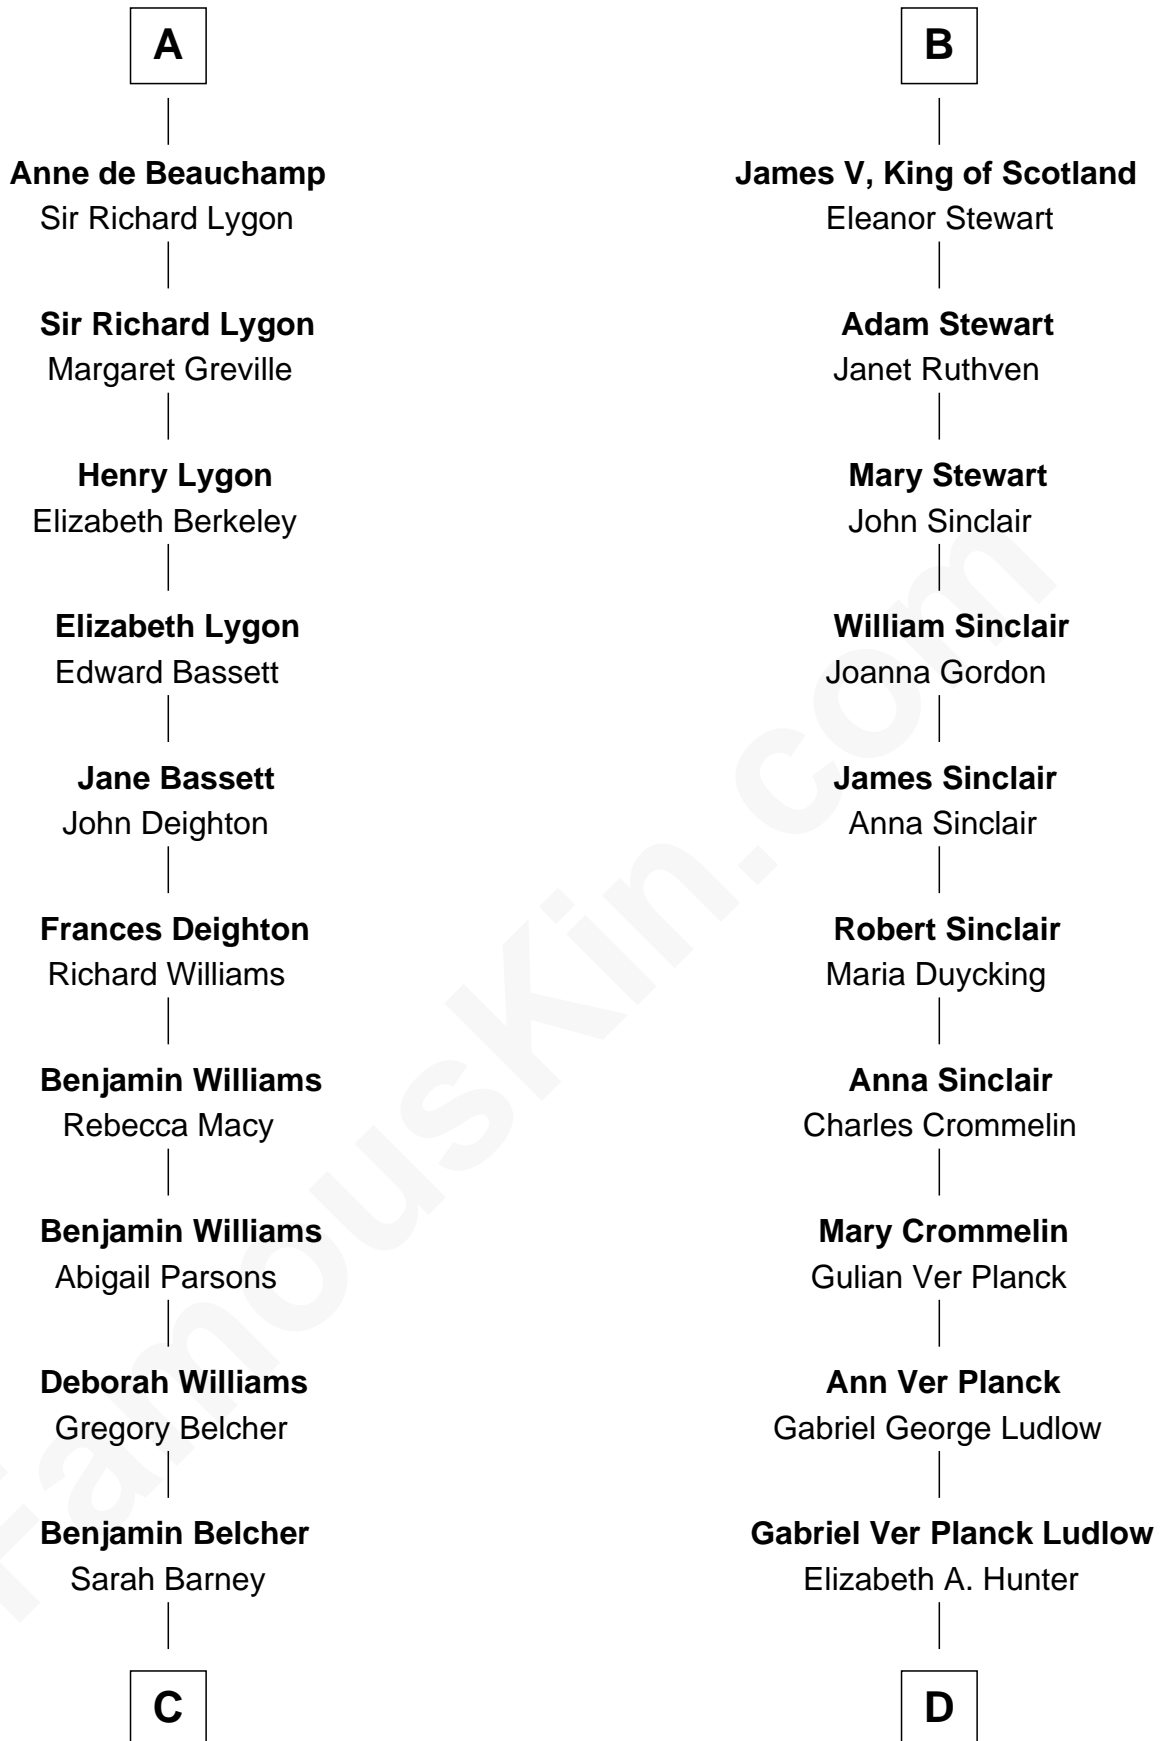 A
Anne de Beauchamp
Sir Richard Lygon
Sir Richard Lygon
Margaret Greville
Henry Lygon
Elizabeth Berkeley
Elizabeth Lygon
Edward Bassett
Jane Bassett
John Deighton
Frances Deighton
Richard Williams
Benjamin Williams
Rebecca Macy
Benjamin Williams
Abigail Parsons
Deborah Williams
Gregory Belcher
Benjamin Belcher
Sarah Barney
C
B
James V, King of Scotland
Eleanor Stewart
Adam Stewart
Janet Ruthven
Mary Stewart
John Sinclair
William Sinclair
Joanna Gordon
James Sinclair
Anna Sinclair
Robert Sinclair
Maria Duycking
Anna Sinclair
Charles Crommelin
Mary Crommelin
Gulian Ver Planck
Ann Ver Planck
Gabriel George Ludlow
Gabriel Ver Planck Ludlow
Elizabeth A. Hunter
D
FamousKin.com